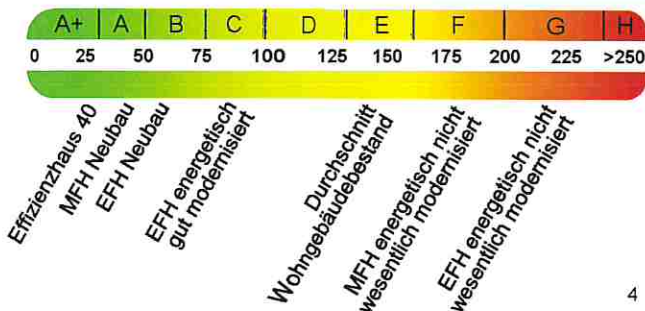 A+ A B C D E F G H
0 25 50 75 100 125 150 175 200 225 >250
Effizienzhaus 40
MFH Neubau
EFH Neubau
EFH energetisch
gut modernisiert
Durchschnitt
Wohngebäudebestand
MFH energetisch nicht
wesentlich modernisiert
EFH energetisch nicht
wesentlich modernisiert
4